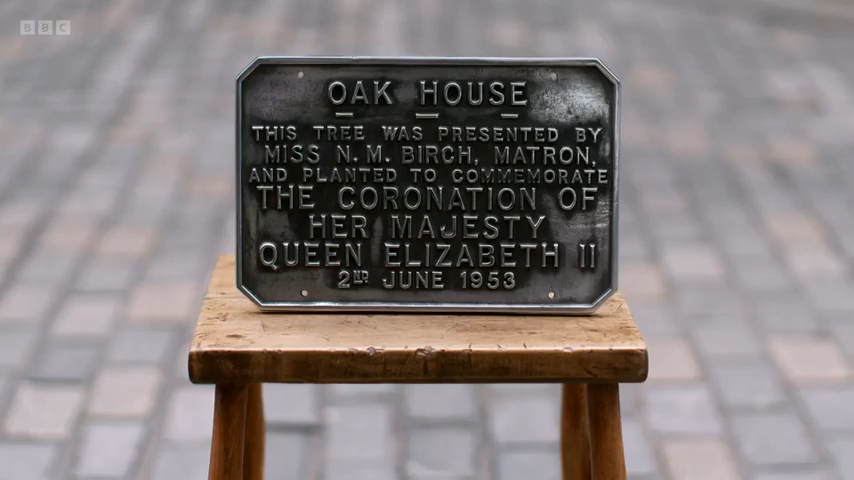 BBC
OAK HOUSE
THIS TREE WAS PRESENTED BY
MISS N. M. BIRCH, MATRON,
AND PLANTED TO COMMEMORATE
THE CORONATION OF
HER MAJESTY
QUEEN ELIZABETH II
2ND JUNE 1953